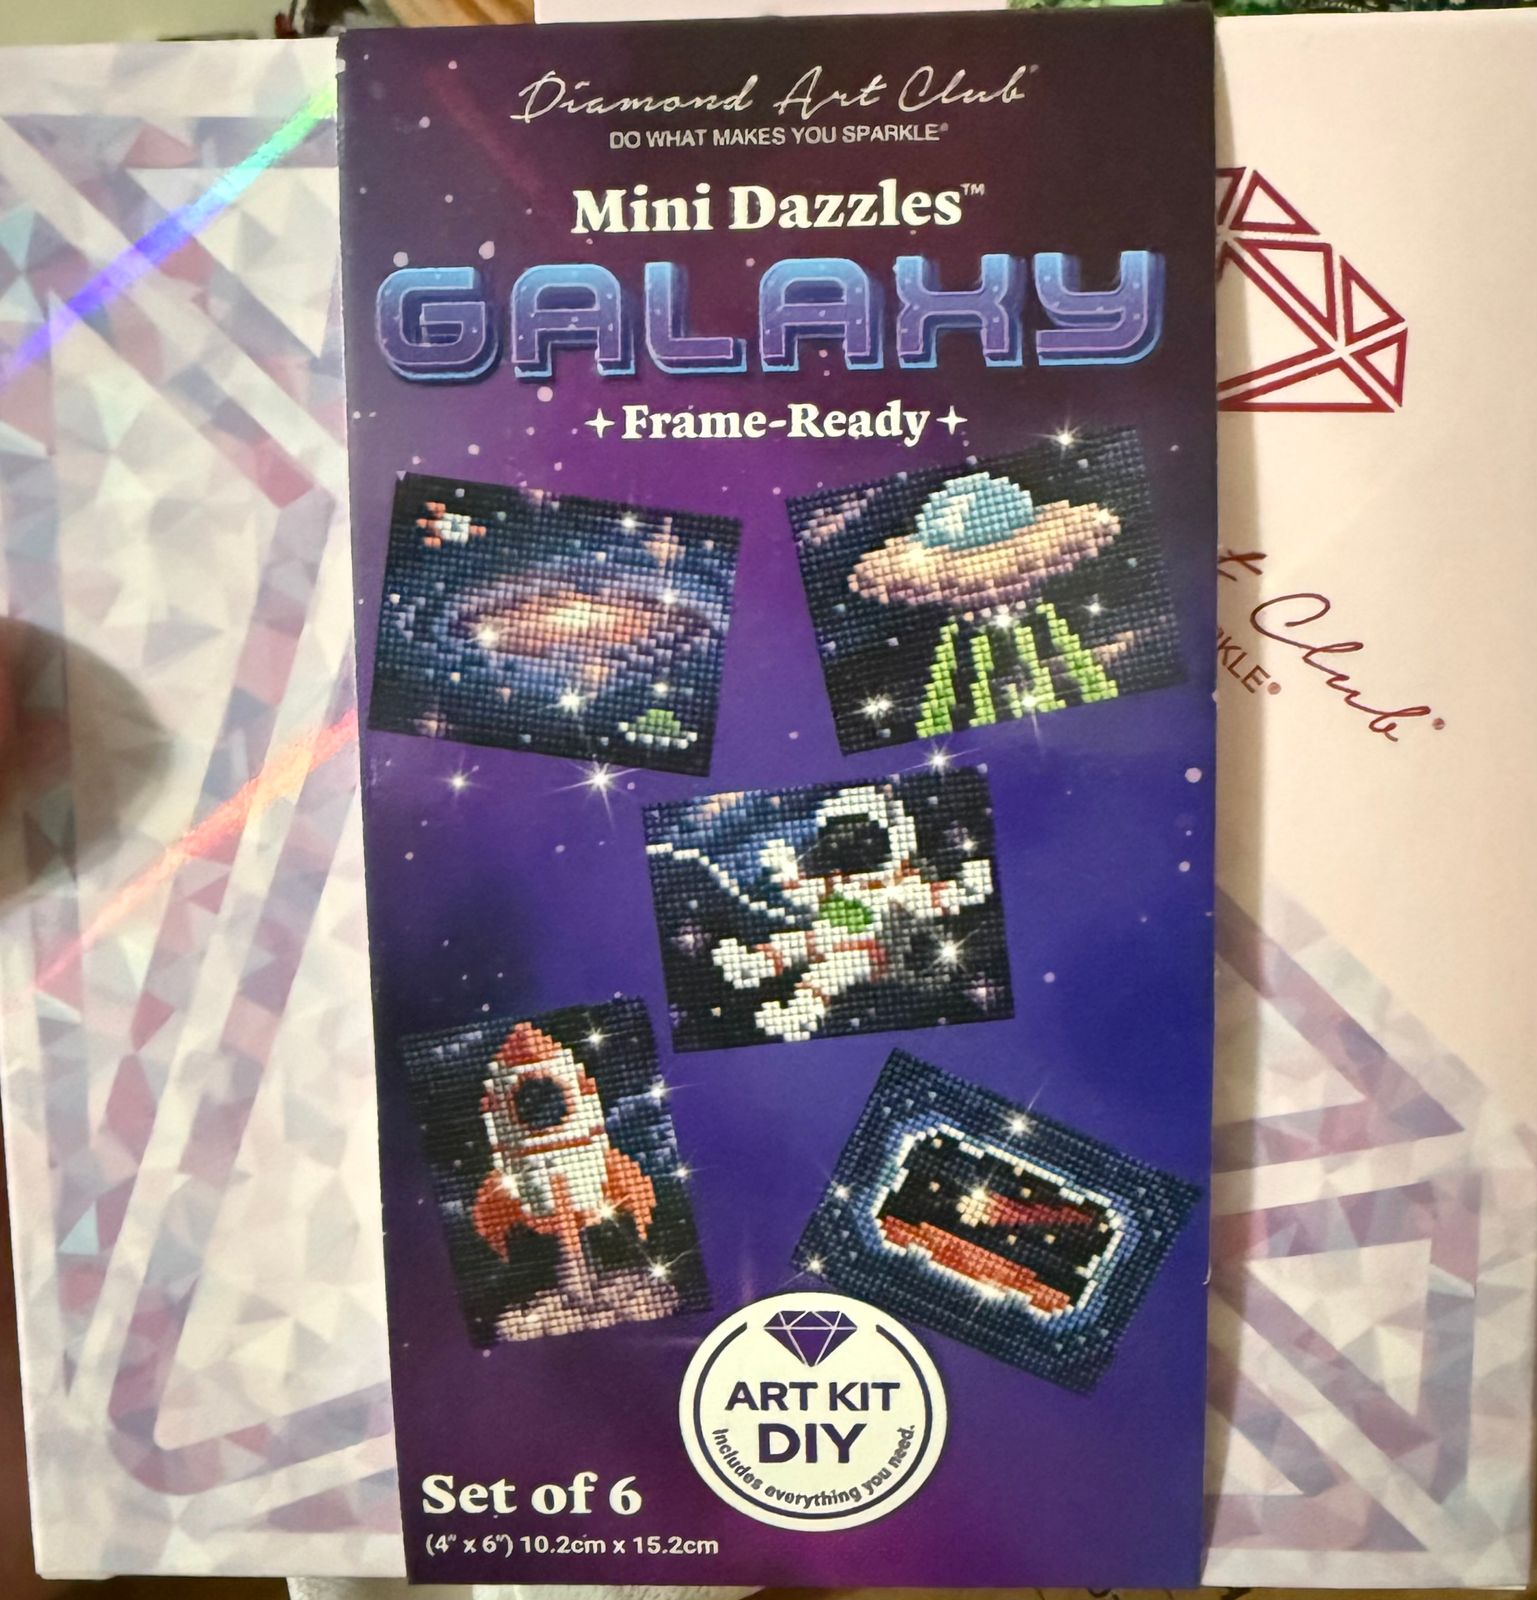 Diamond Art Club®
DO WHAT MAKES YOU SPARKLE®
Mini Dazzles™
GALAXY
Frame-Ready
ART KIT
DIY
Includes everything you need.
Set of 6
(4" x 6") 10.2cm x 15.2cm
t Club®
RKLE®